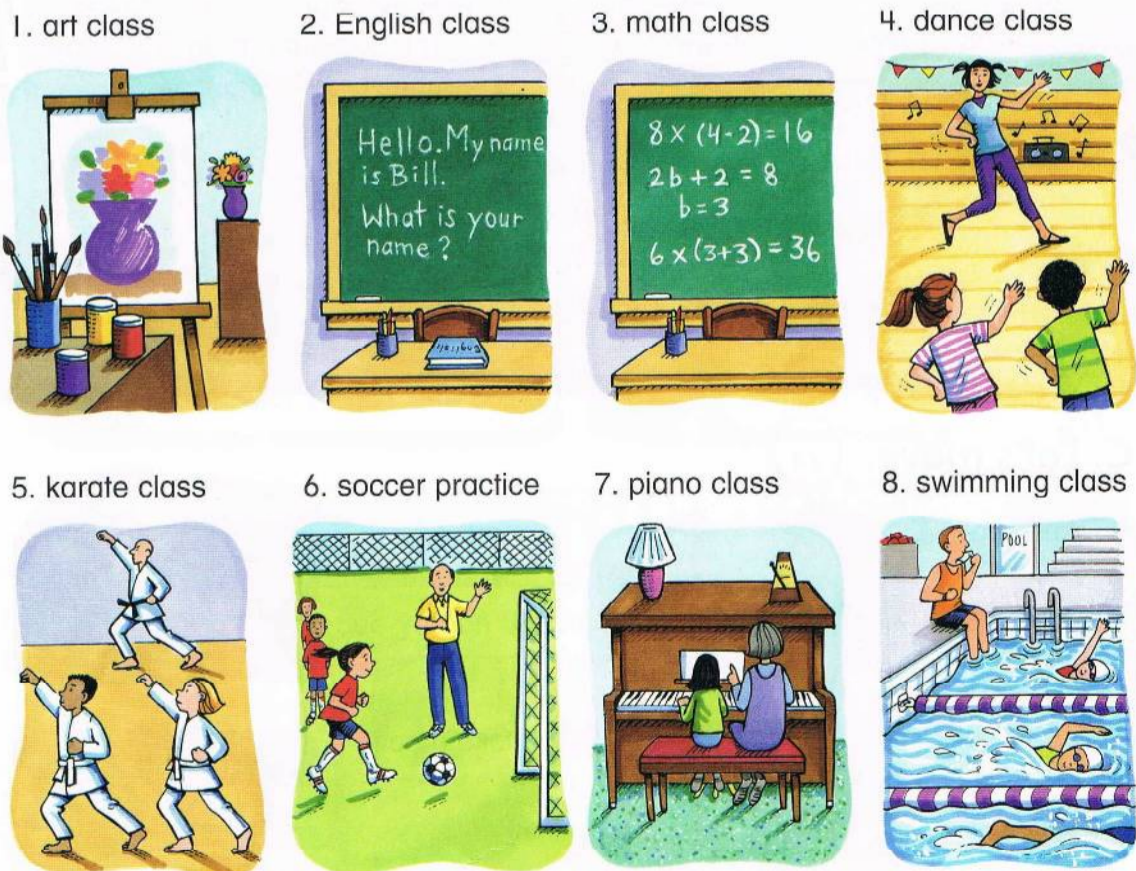 1. art class
2. English class
3. math class
4. dance class
Hello. My name
is Bill.
What is your
name?
English
8 × (4-2) = 16
2b + 2 = 8
b = 3
6 × (3+3) = 36
5. karate class
6. soccer practice
7. piano class
8. swimming class
POOL